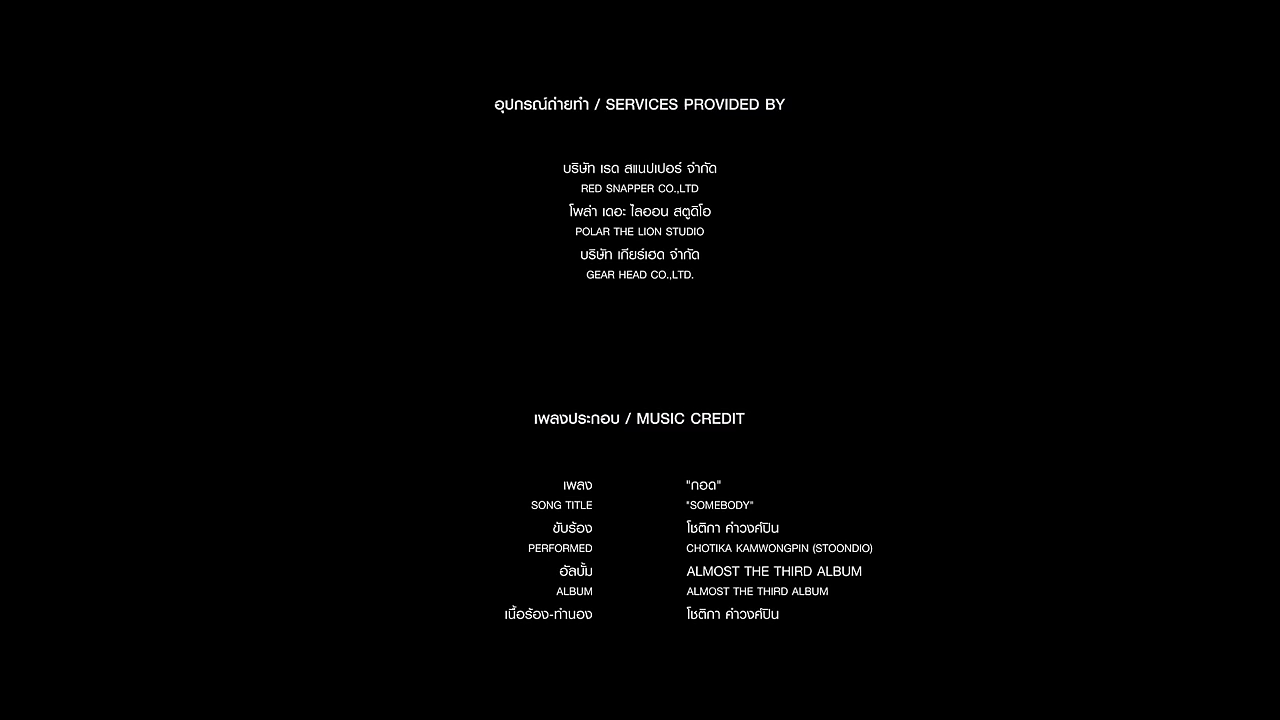 อุปกรณ์ถ่ายทำ / SERVICES PROVIDED BY
บริษัท เรด สแนปเปอร์ จำกัด
RED SNAPPER CO.,LTD
โพล่า เดอะ ไลออน สตูดิโอ
POLAR THE LION STUDIO
บริษัท เกียร์เฮด จำกัด
GEAR HEAD CO.,LTD.
เพลงประกอบ / MUSIC CREDIT
เพลง "กอด"
SONG TITLE "SOMEBODY"
ขับร้อง โชติกา คำวงศ์ปิน
PERFORMED CHOTIKA KAMWONGPIN (STOONDIO)
อัลบั้ม ALMOST THE THIRD ALBUM
ALBUM ALMOST THE THIRD ALBUM
เนื้อร้อง-ทำนอง โชติกา คำวงศ์ปิน